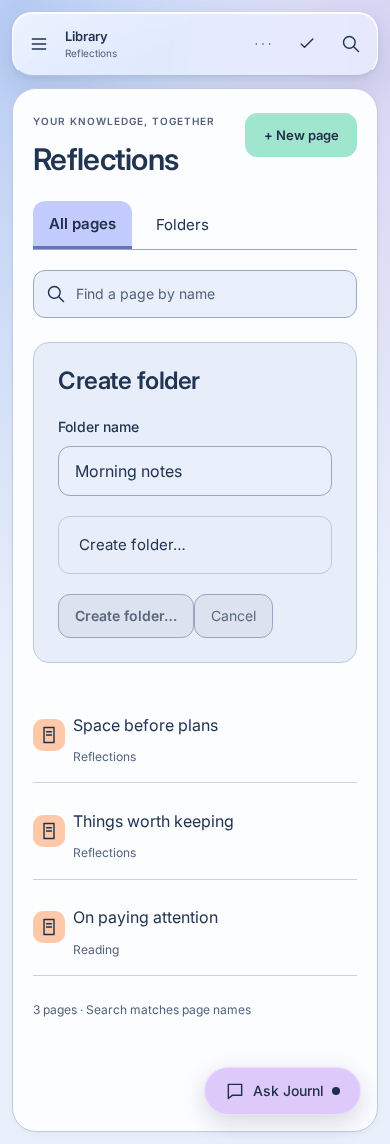 Library
Reflections
···
YOUR KNOWLEDGE, TOGETHER
Reflections
+ New page
All pages
Folders
Find a page by name
Create folder
Folder name
Morning notes
Create folder...
Create folder...
Cancel
Space before plans
Reflections
Things worth keeping
Reflections
On paying attention
Reading
3 pages · Search matches page names
Ask Journl